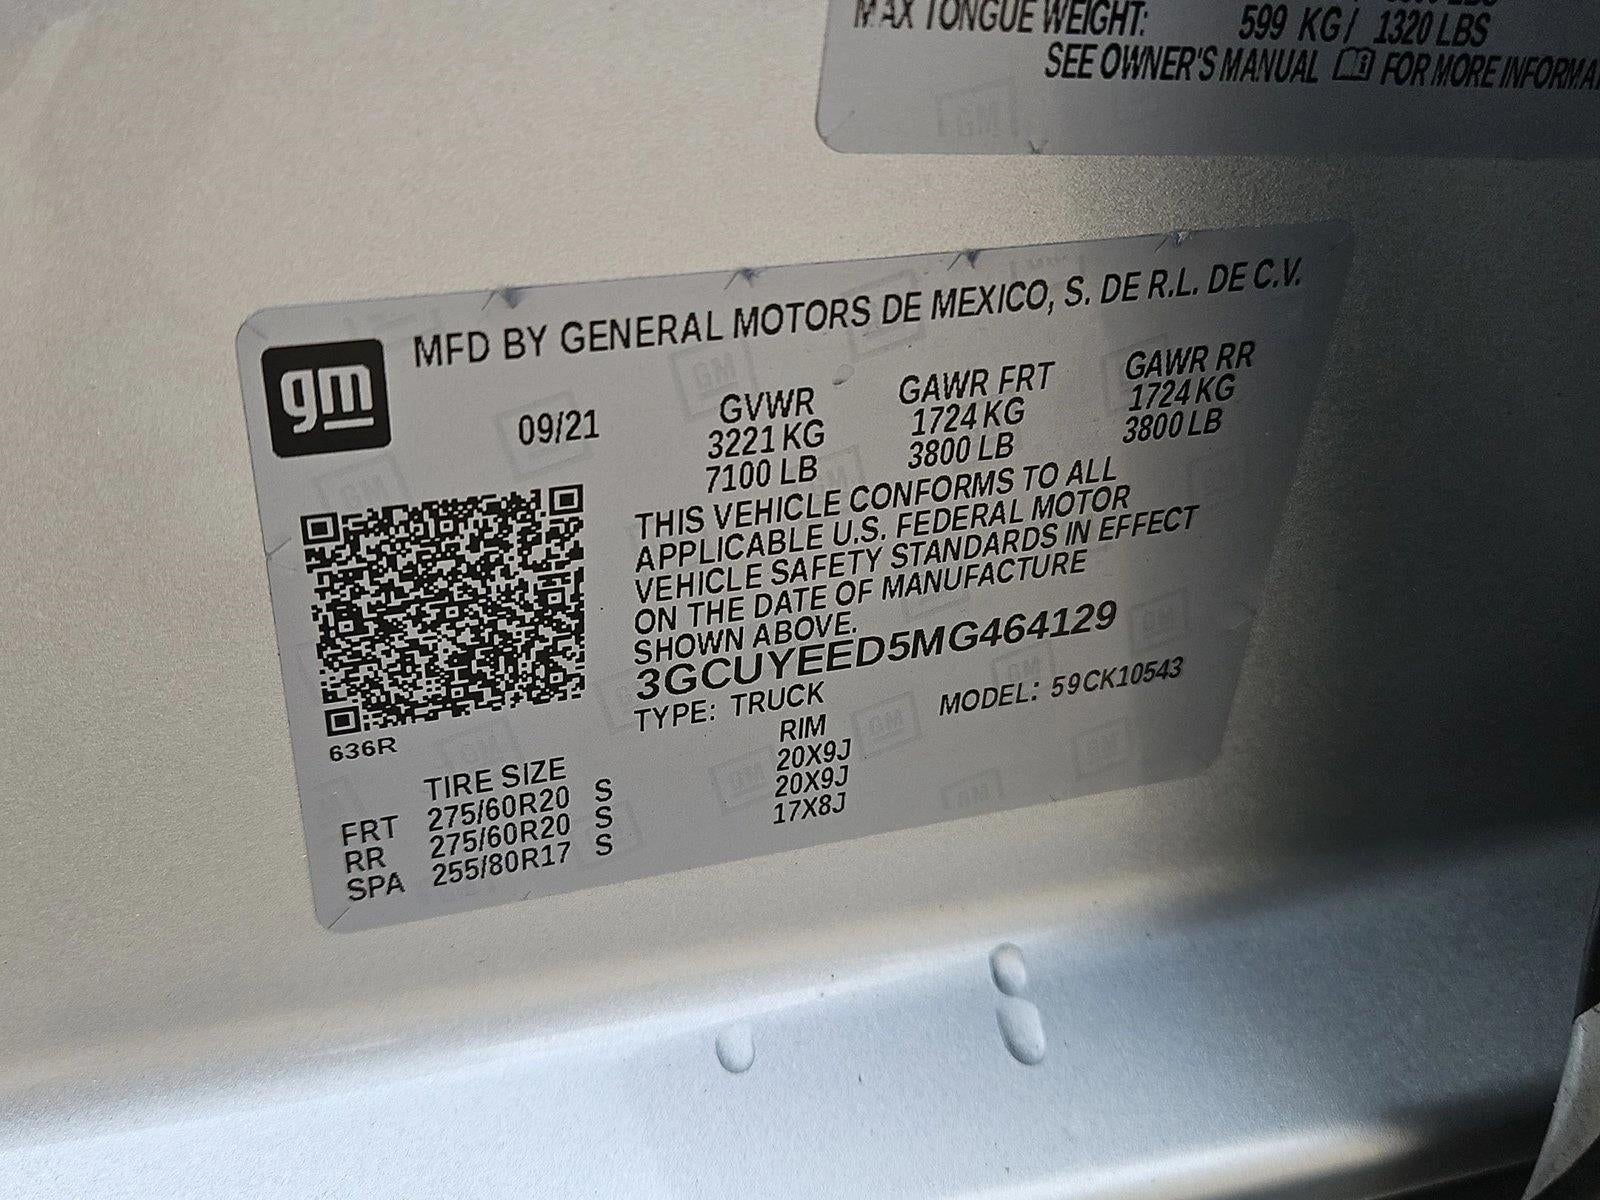 MAX TONGUE WEIGHT: 599 KG/ 1320 LBS
SEE OWNER'S MANUAL FOR MORE
MFD BY GENERAL MOTORS DE MEXICO, S. DE R.L. DE C.V.
gm
09/21
GVWR GAWR FRT GAWR RR
3221 KG 1724 KG 1724 KG
7100 LB 3800 LB 3800 LB
THIS VEHICLE CONFORMS TO ALL
APPLICABLE U.S. FEDERAL MOTOR
VEHICLE SAFETY STANDARDS IN EFFECT
ON THE DATE OF MANUFACTURE
SHOWN ABOVE.
3GCUYEED5MG464129
TYPE: TRUCK MODEL: 59CK10543
636R
TIRE SIZE RIM
FRT 275/60R20 S 20X9J
RR 275/60R20 S 20X9J
SPA 255/80R17 S 17X8J